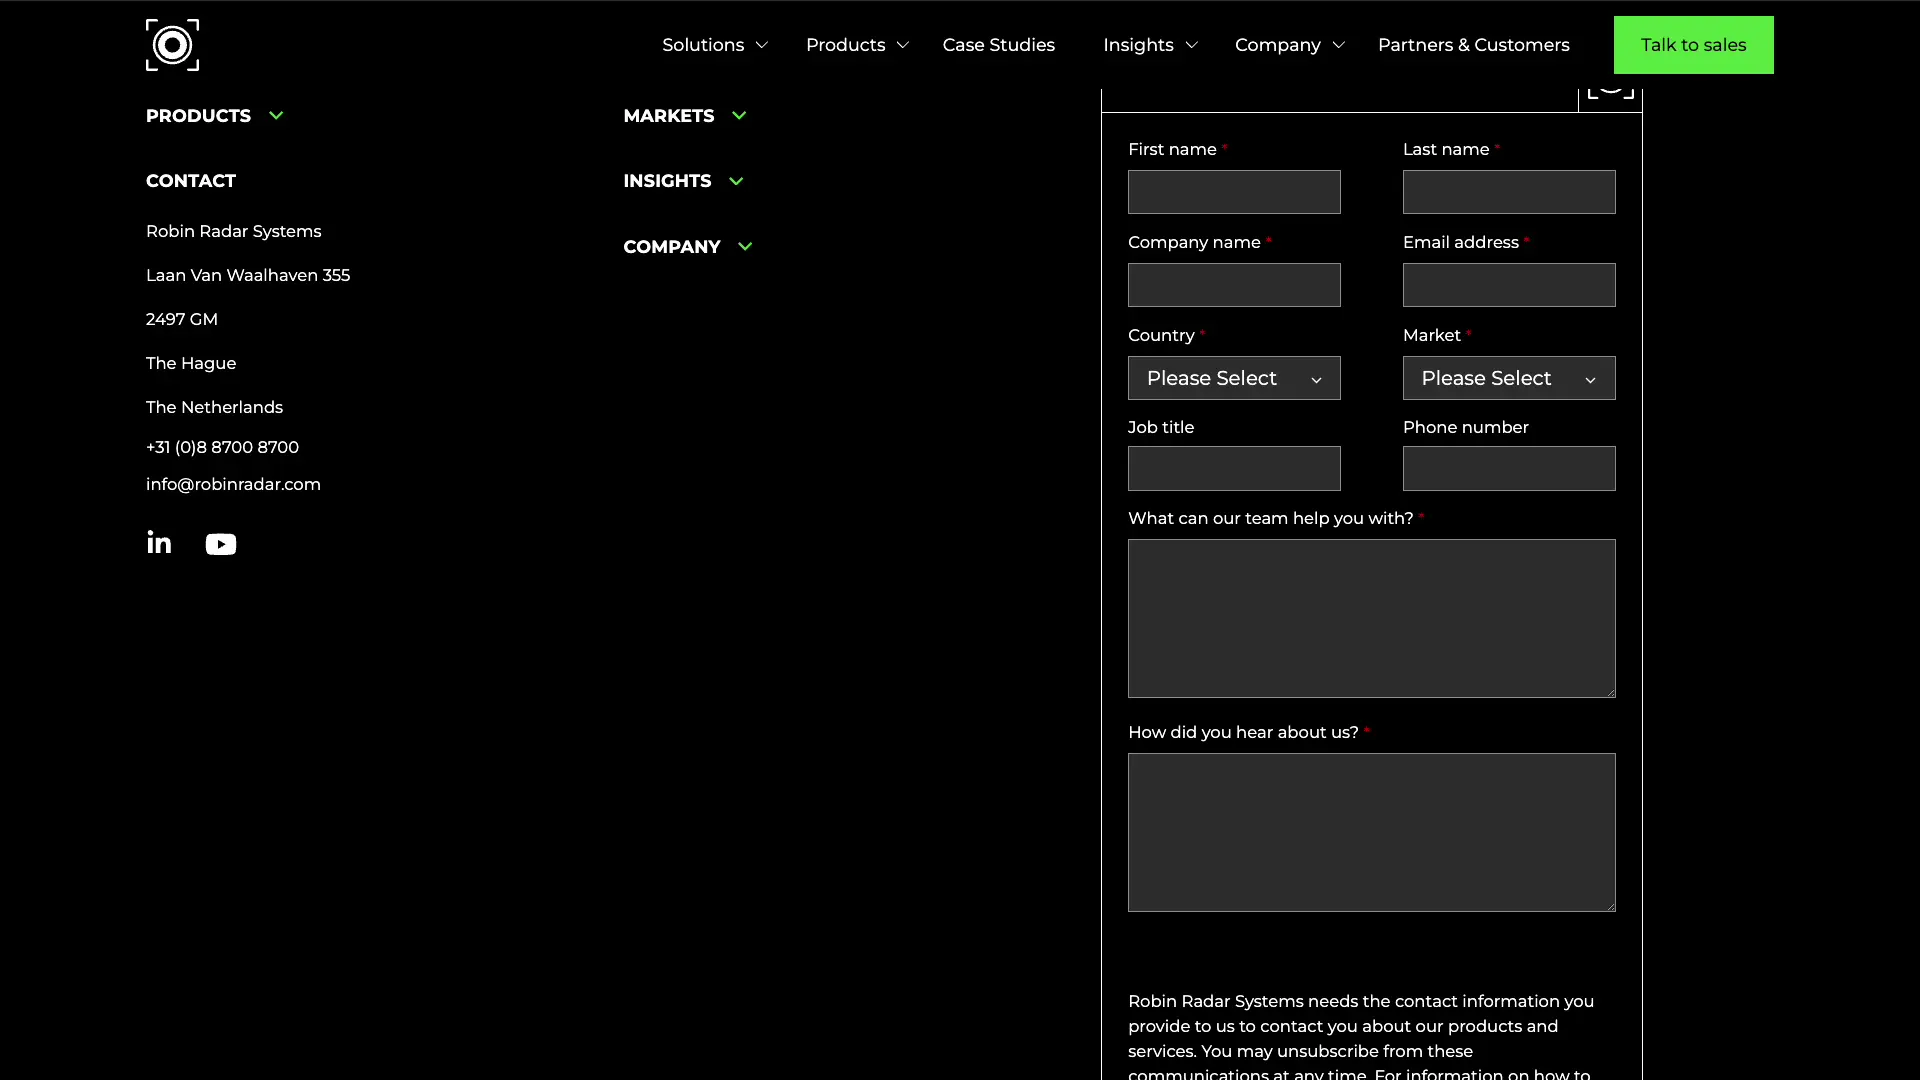 Solutions
Products
Case Studies
Insights
Company
Partners & Customers
Talk to sales
PRODUCTS
CONTACT
Robin Radar Systems
Laan Van Waalhaven 355
2497 GM
The Hague
The Netherlands
+31 (0)8 8700 8700
info@robinradar.com
in
MARKETS
INSIGHTS
COMPANY
First name *
Last name *
Company name *
Email address *
Country *
Market *
Please Select
Please Select
Job title
Phone number
What can our team help you with? *
How did you hear about us? *
Robin Radar Systems needs the contact information you
provide to us to contact you about our products and
services. You may unsubscribe from these
communications at any time. For information on how to